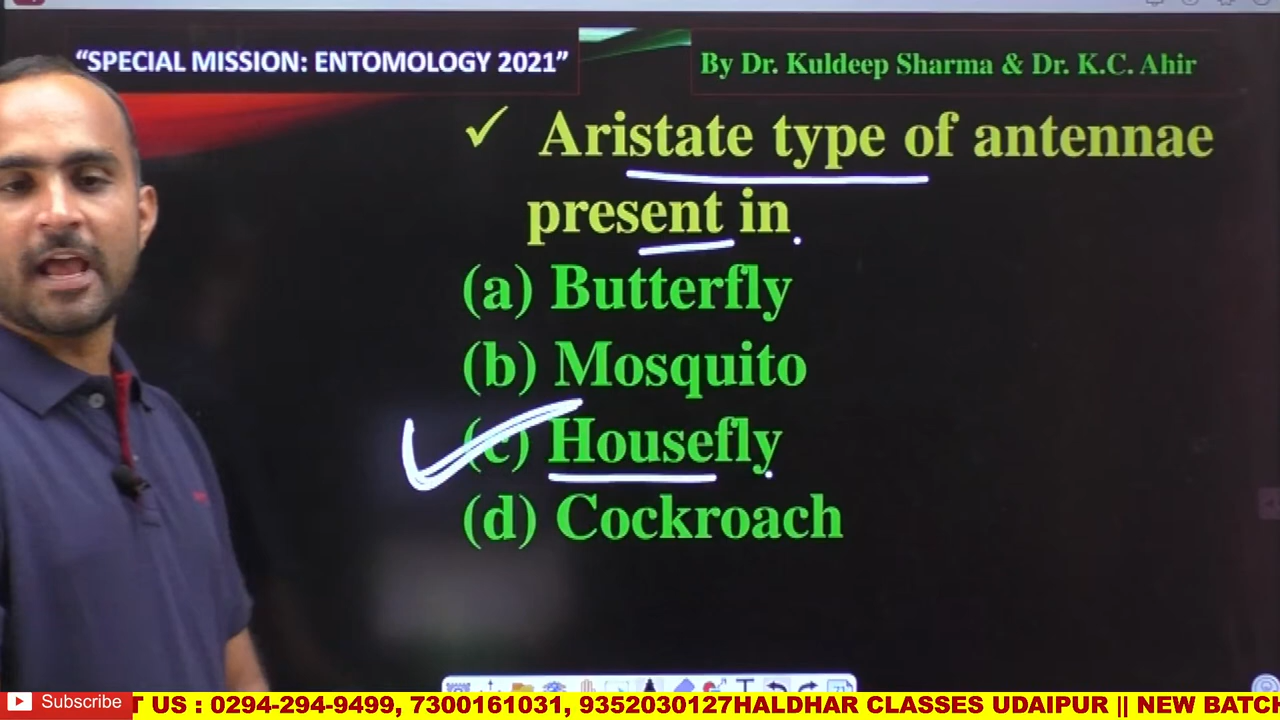 "SPECIAL MISSION: ENTOMOLOGY 2021"
By Dr. Kuldeep Sharma & Dr. K.C. Ahir
✓ Aristate type of antennae
present in
(a) Butterfly
(b) Mosquito
(c) Housefly
(d) Cockroach
Subscribe
T US : 0294-294-9499, 7300161031, 9352030127HALDHAR CLASSES UDAIPUR || NEW BATCH